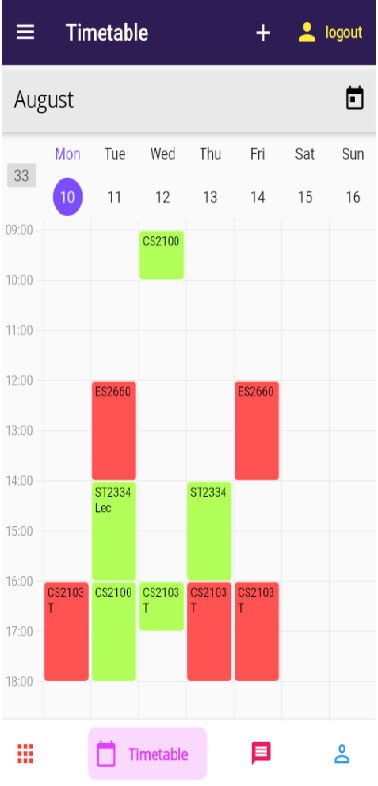 Timetable
logout
August
Mon Tue Wed Thu Fri Sat Sun
33
10 11 12 13 14 15 16
09:00
CS2100
10:00
11:00
12:00
ES2660 ES2660
13:00
14:00
ST2334 Lec
ST2334
15:00
16:00
CS2103 T
CS2100
CS2103 T
CS2103 T
CS2103 T
17:00
18:00
Timetable